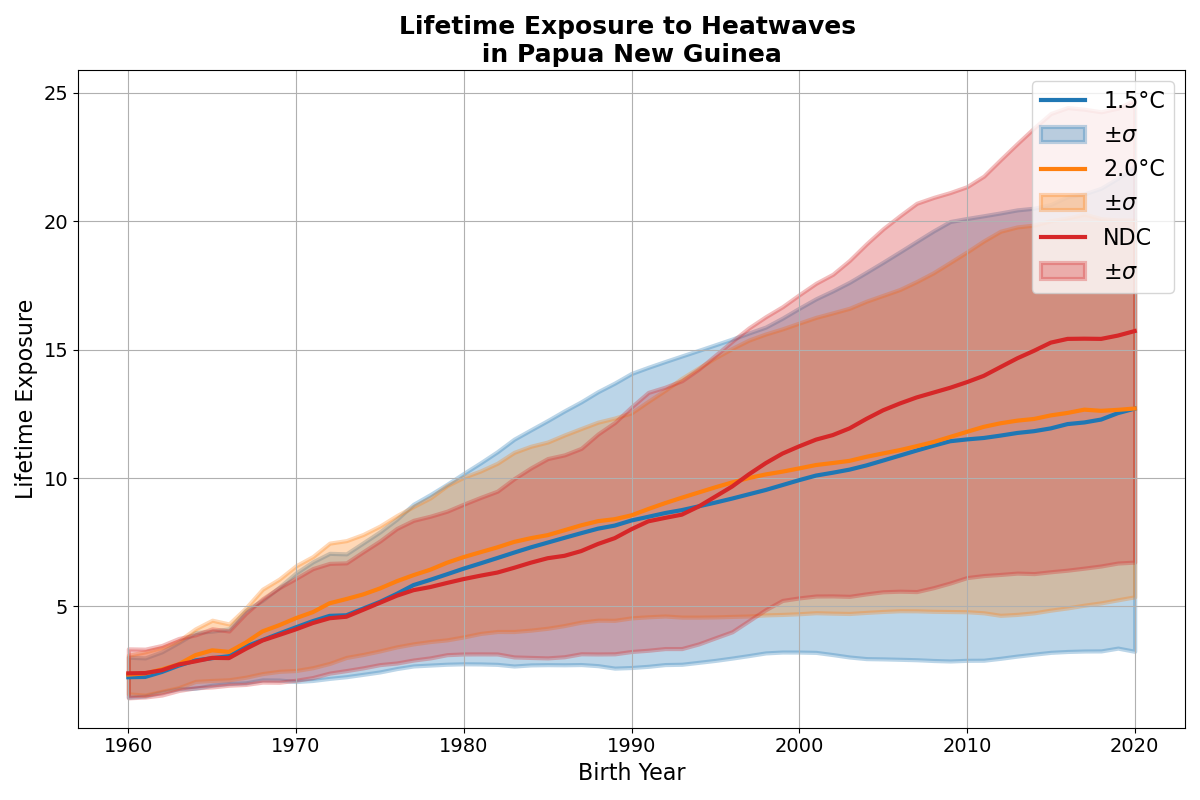 Lifetime Exposure to Heatwaves
in Papua New Guinea
Lifetime Exposure
25
20
15
10
5
1960 1970 1980 1990 2000 2010 2020
Birth Year
1.5°C
±σ
2.0°C
±σ
NDC
±σ